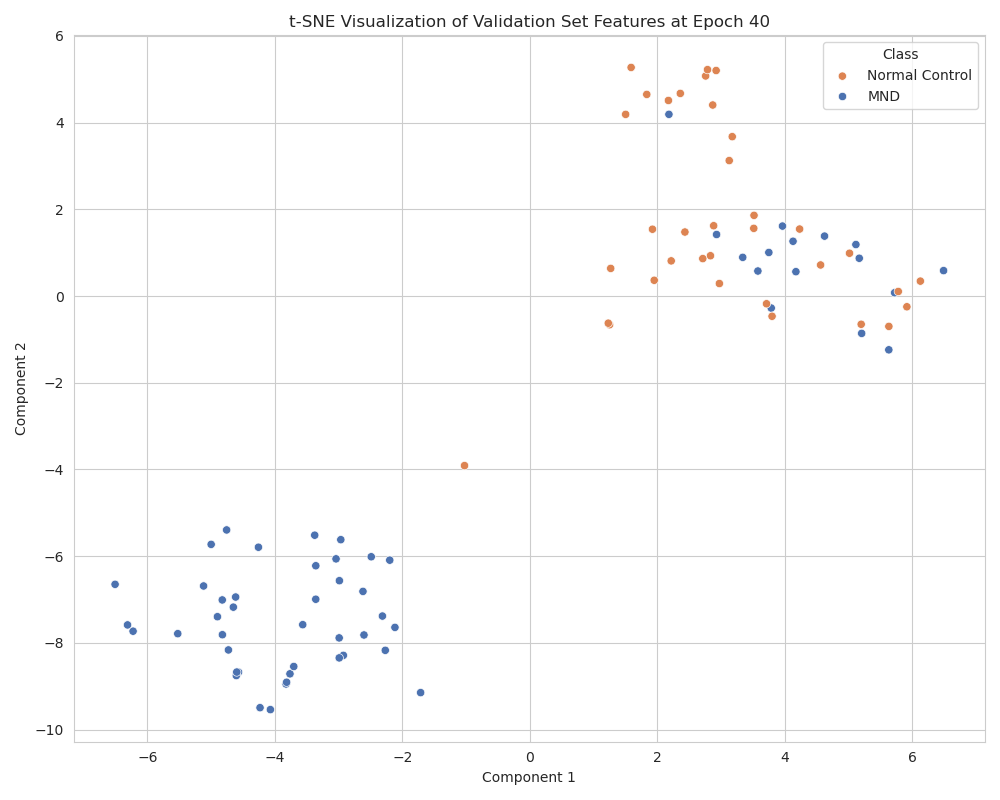 t-SNE Visualization of Validation Set Features at Epoch 40
Class
Normal Control
MND
6
4
2
0
−2
−4
−6
−8
−10
Component 2
−6
−4
−2
0
2
4
6
Component 1